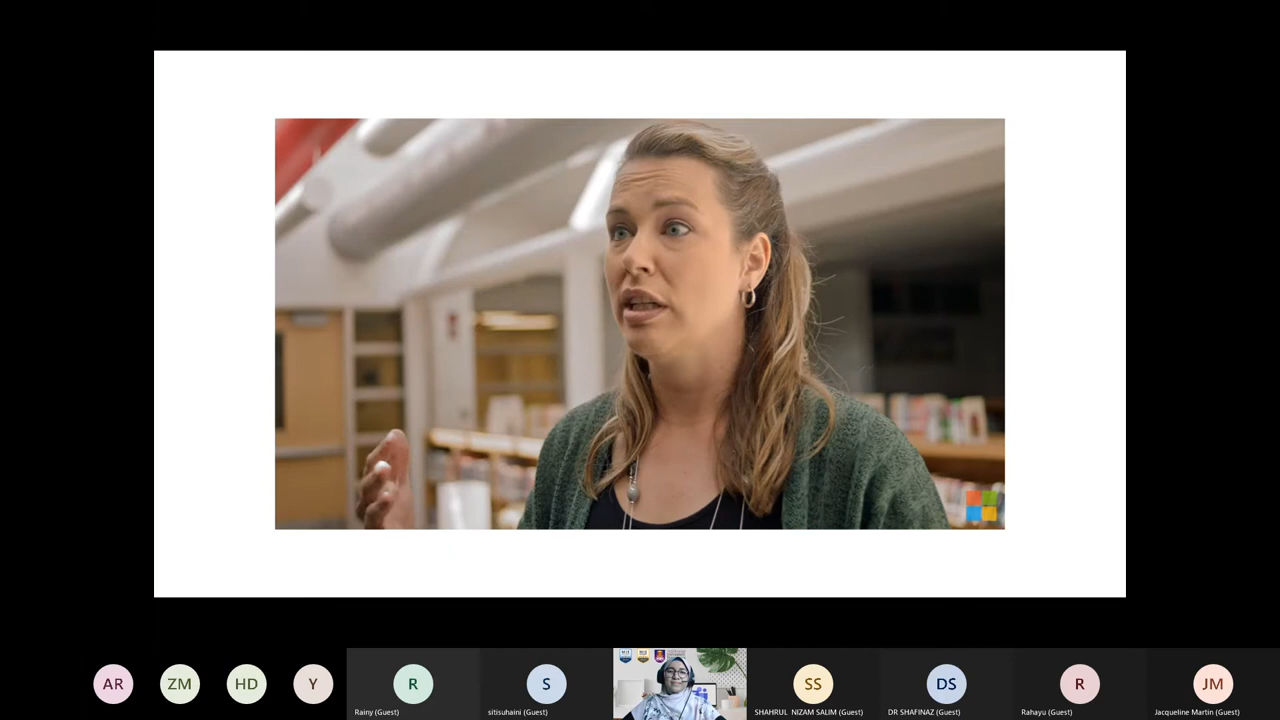 AR
ZM
HD
Y
R
Rainy (Guest)
S
sitisuhaini (Guest)
SS
SHAHRUL NIZAM SALIM (Guest)
DS
DR SHAFINAZ (Guest)
R
Rahayu (Guest)
JM
Jacqueline Martin (Guest)